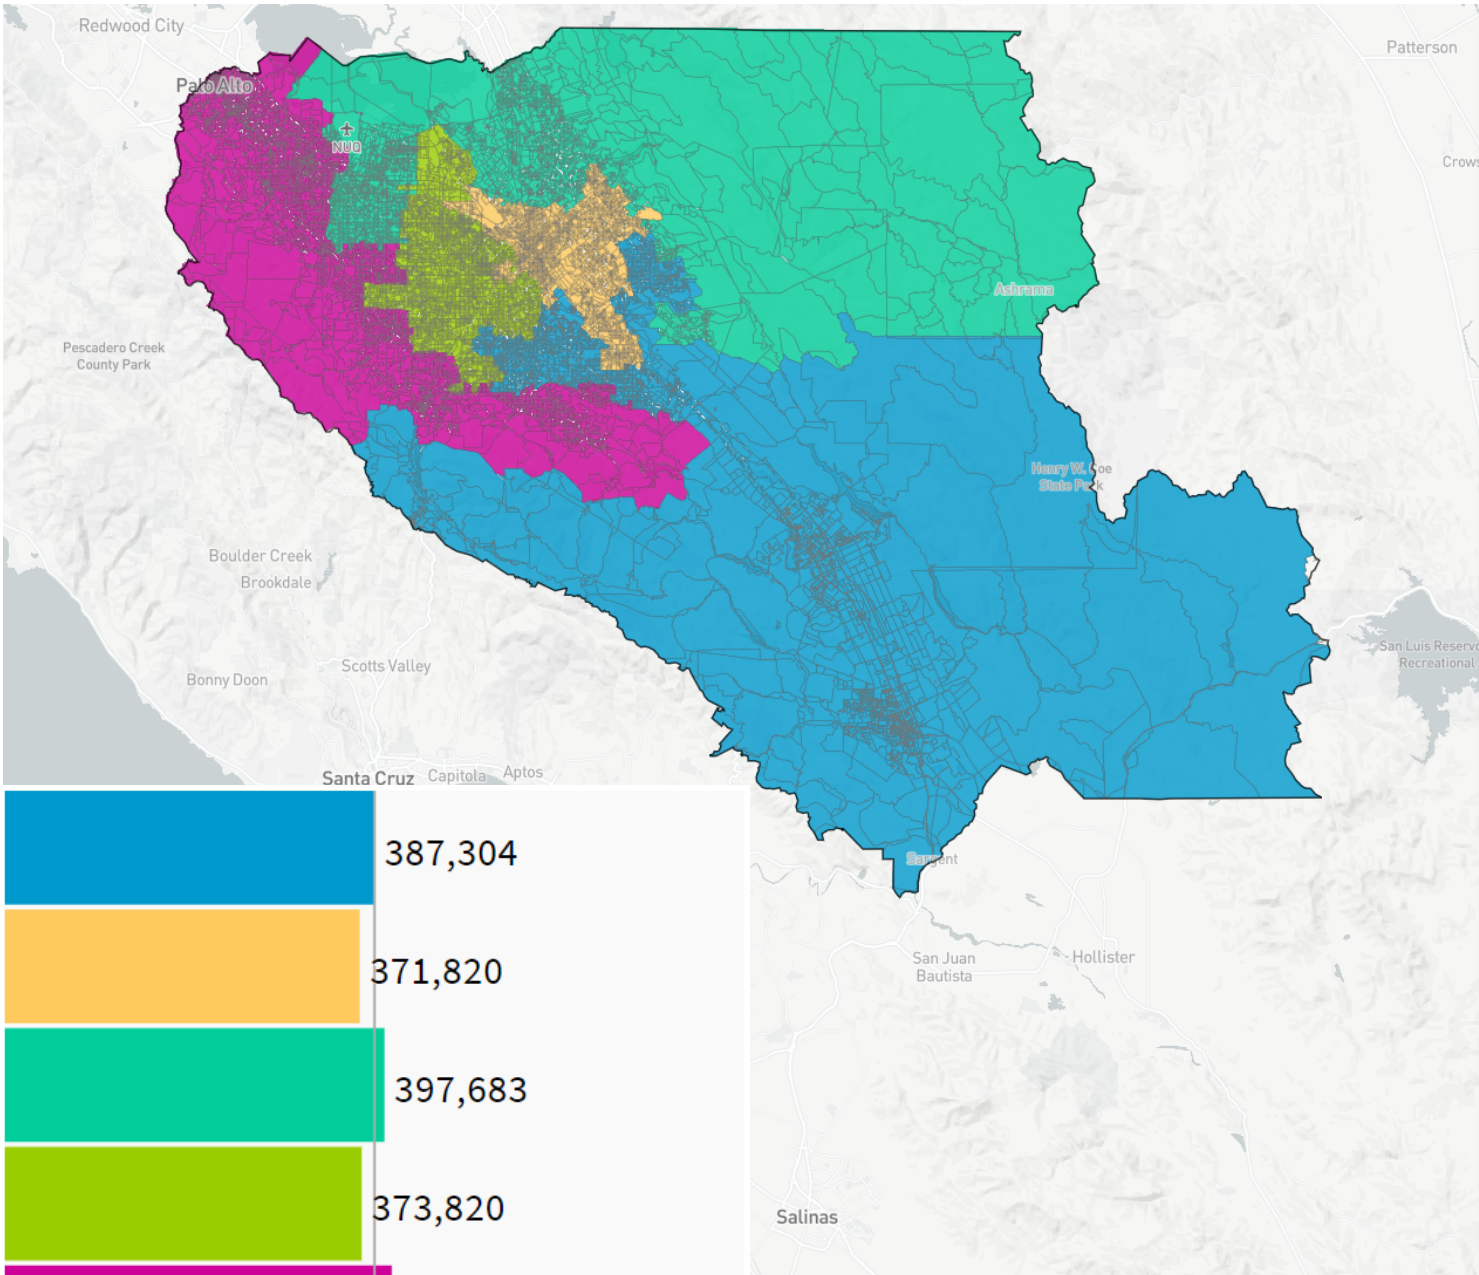 Redwood City
Patterson
Palo Alto
NUQ
Ashrama
Pescadero Creek
County Park
Henry W. Coe
State Park
Boulder Creek
Brookdale
Scotts Valley
San Luis
Recreational
Bonny Doon
Santa Cruz
Capitola
Aptos
387,304
Sargent
371,820
San Juan
Bautista
Hollister
397,683
373,820
Salinas